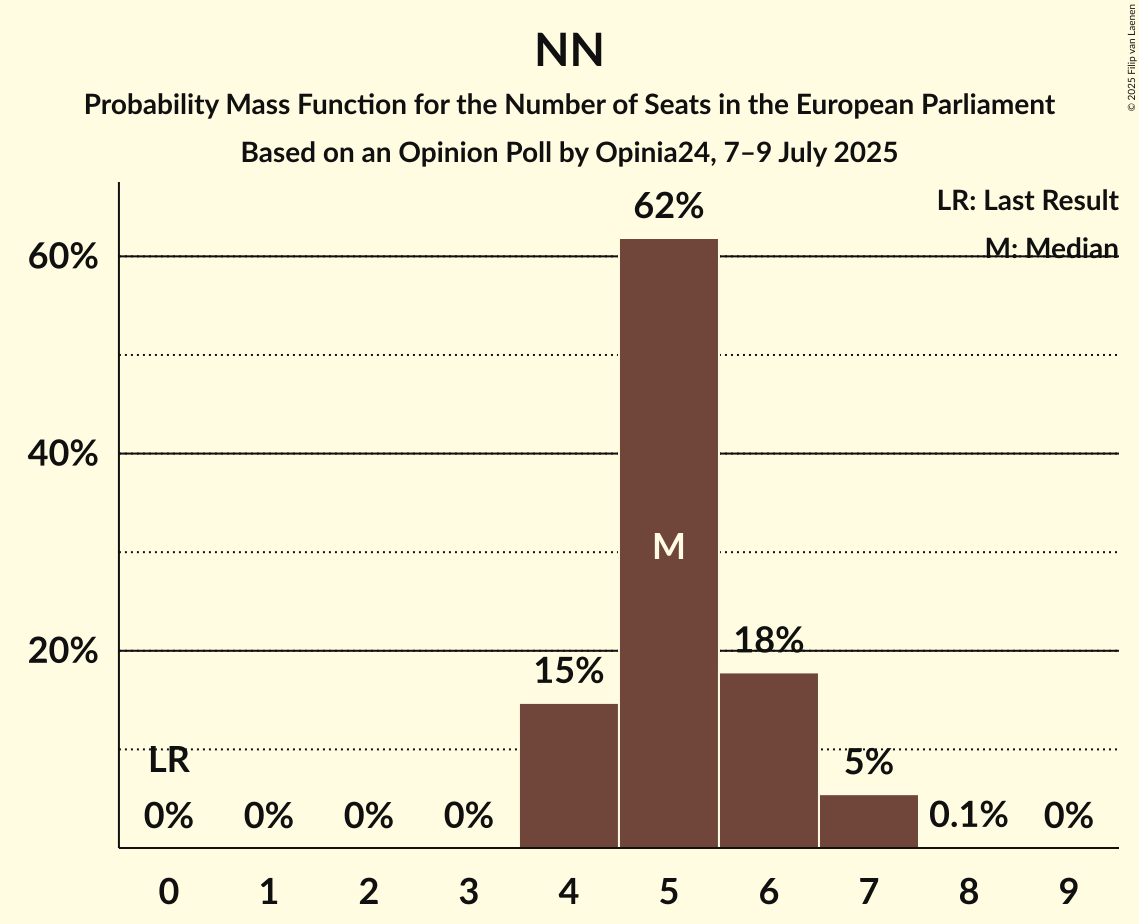 NN
Probability Mass Function for the Number of Seats in the European Parliament
Based on an Opinion Poll by Opinia24, 7–9 July 2025
© 2025 Filip van Laenen
LR: Last Result
M: Median
62%
60%
40%
M
20%
18%
15%
LR
5%
0% 0% 0% 0% 0.1% 0%
0 1 2 3 4 5 6 7 8 9